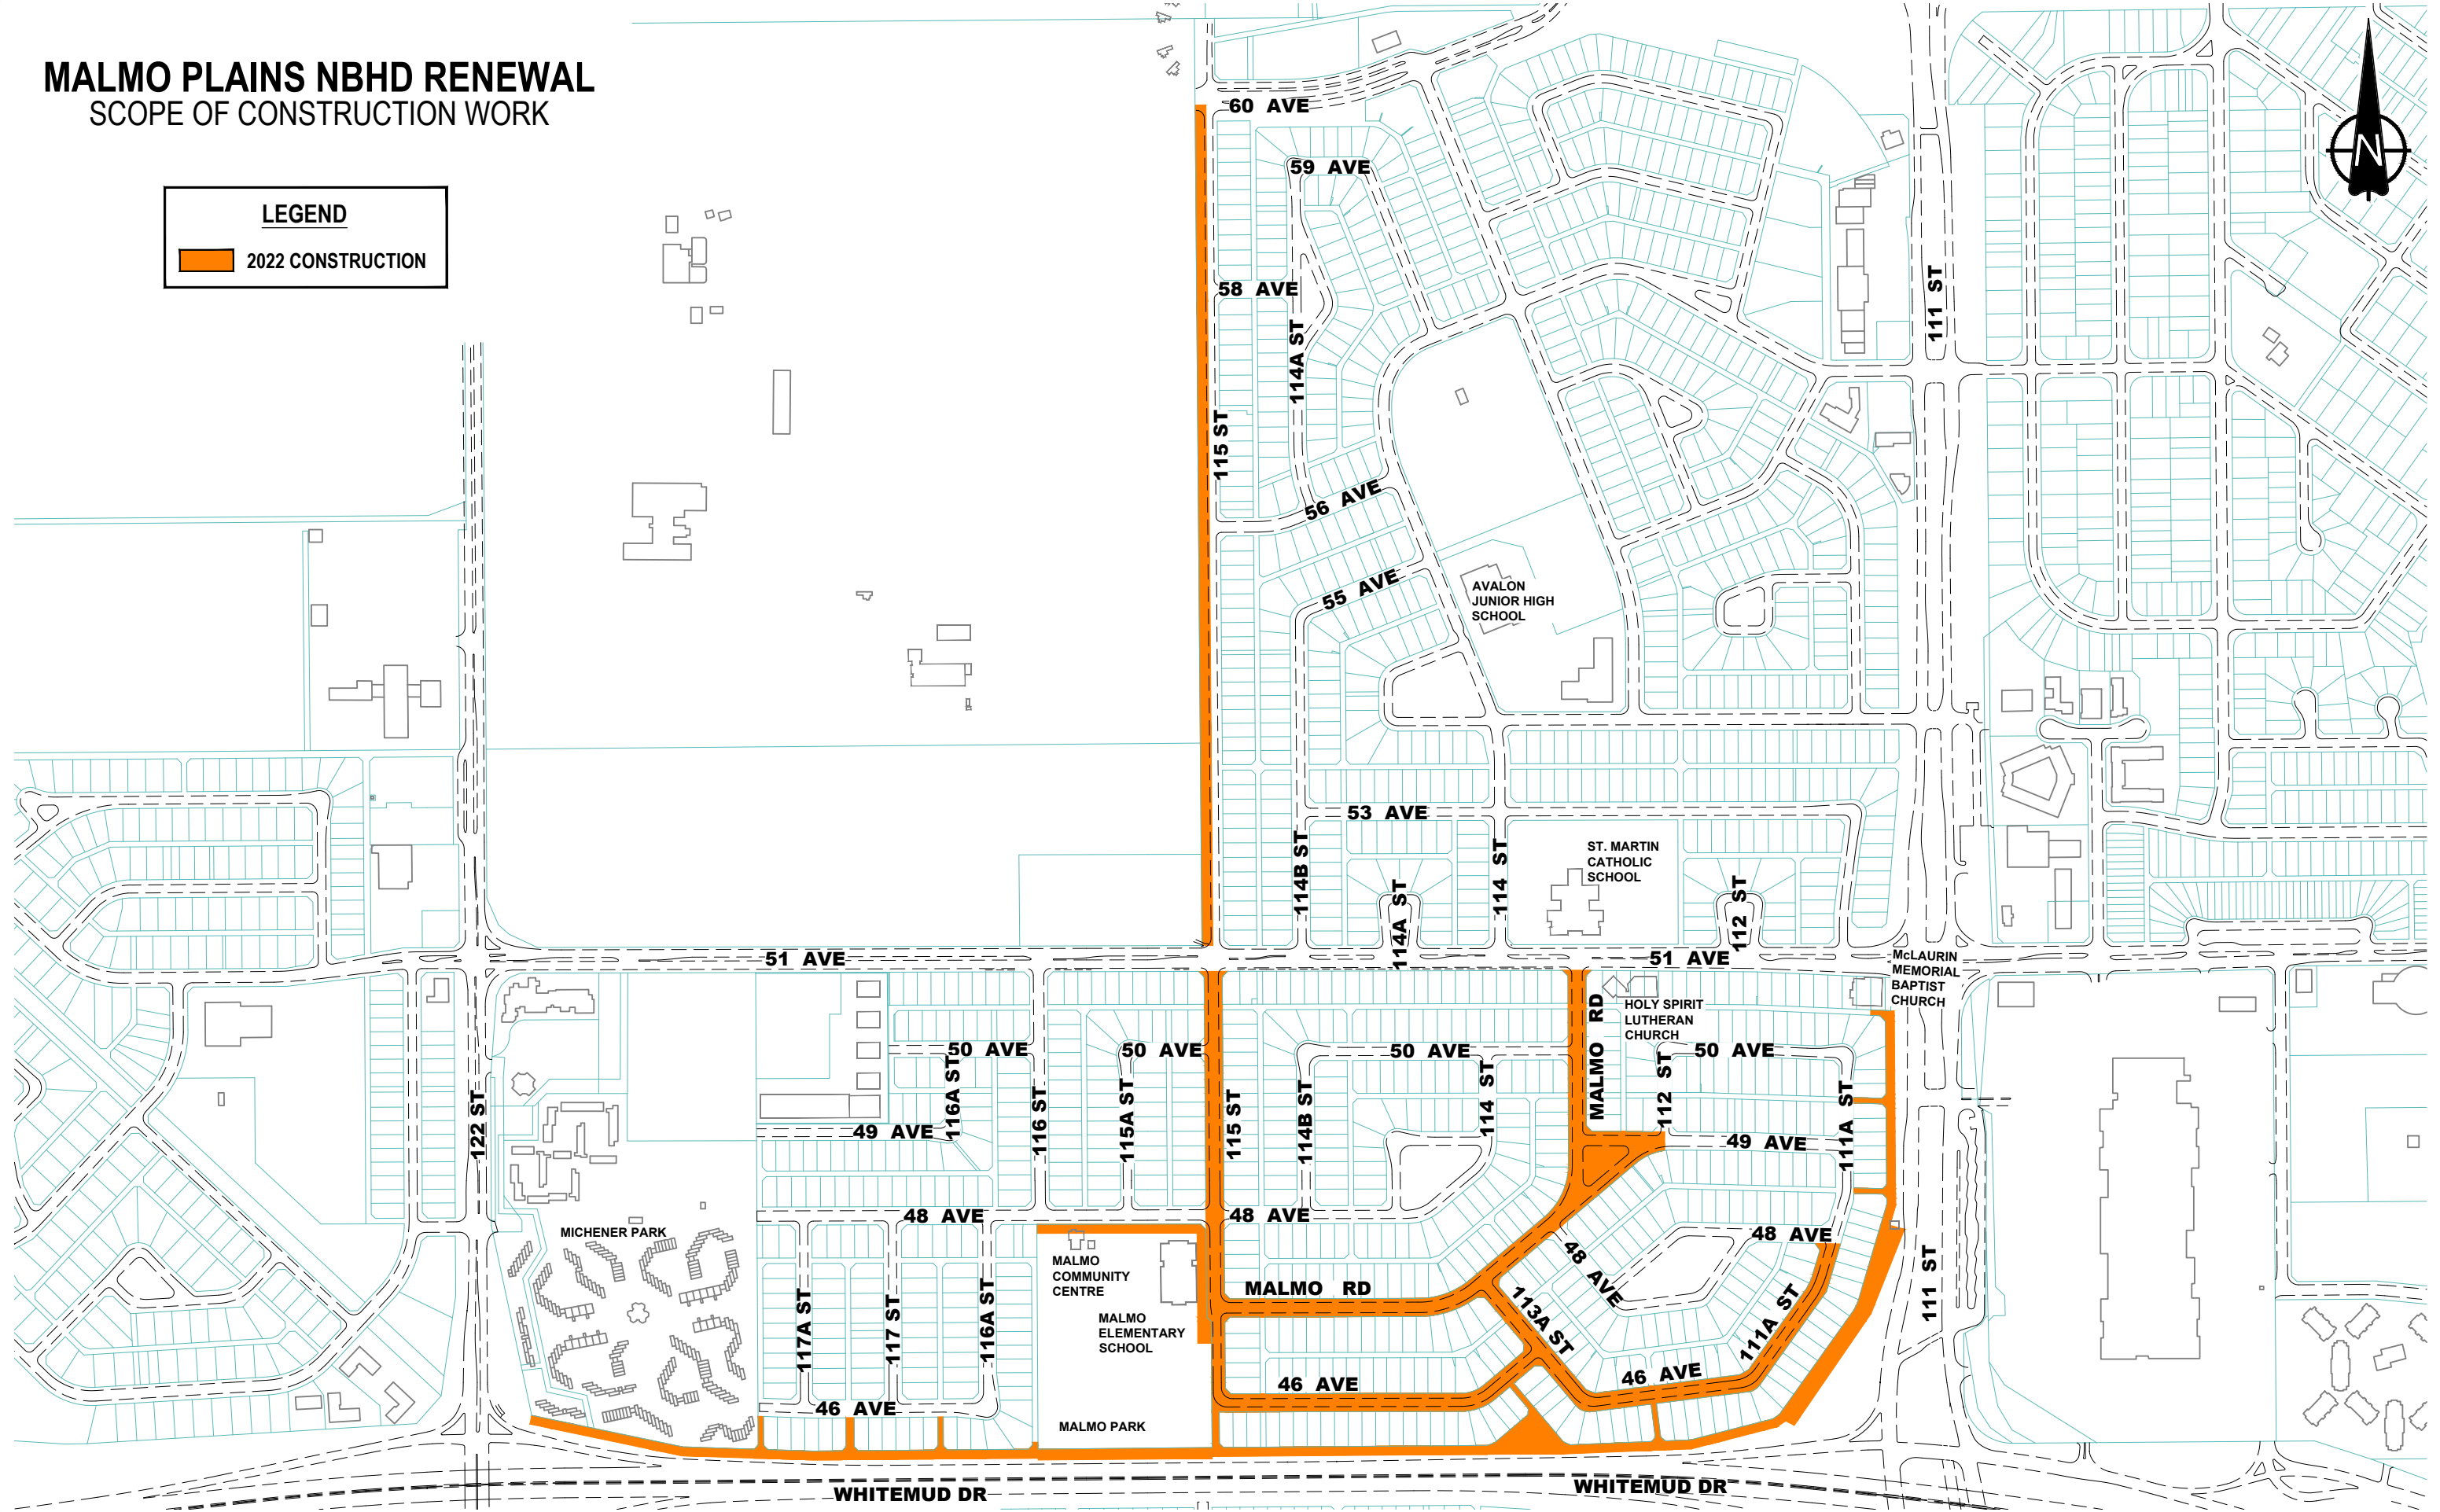 MALMO PLAINS NBHD RENEWAL
SCOPE OF CONSTRUCTION WORK
LEGEND
2022 CONSTRUCTION
N
60 AVE
59 AVE
58 AVE
114A ST
111 ST
115 ST
56 AVE
55 AVE
AVALON
JUNIOR HIGH
SCHOOL
53 AVE
114B ST
114A ST
114 ST
ST. MARTIN
CATHOLIC
SCHOOL
112 ST
51 AVE
51 AVE
McLAURIN
MEMORIAL
BAPTIST
CHURCH
MALMO RD
HOLY SPIRIT
LUTHERAN
CHURCH
50 AVE
50 AVE
50 AVE
50 AVE
122 ST
116A ST
116 ST
115A ST
115 ST
114B ST
114 ST
112 ST
111A ST
49 AVE
49 AVE
48 AVE
48 AVE
48 AVE
48 AVE
MICHENER PARK
MALMO
COMMUNITY
CENTRE
MALMO RD
113A ST
111A ST
111 ST
117A ST
117 ST
116A ST
MALMO
ELEMENTARY
SCHOOL
46 AVE
46 AVE
46 AVE
MALMO PARK
WHITEMUD DR
WHITEMUD DR